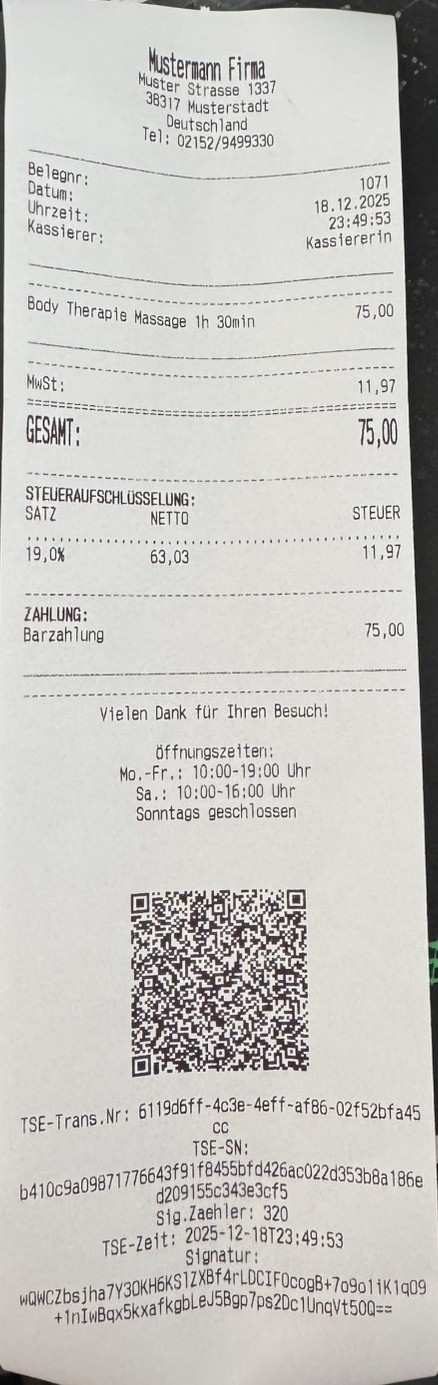 Mustermann Firma
Muster Strasse 1337
38317 Musterstadt
Deutschland
Tel: 02152/9499330
Belegnr: 1071
Datum: 18.12.2025
Uhrzeit: 23:49:53
Kassierer: Kassiererin
Body Therapie Massage 1h 30min 75,00
MwSt: 11,97
GESAMT: 75,00
STEUERAUFSCHLÜSSELUNG:
SATZ NETTO STEUER
19,0% 63,03 11,97
ZAHLUNG:
Barzahlung 75,00
Vielen Dank für Ihren Besuch!
Öffnungszeiten:
Mo.-Fr.: 10:00-19:00 Uhr
Sa.: 10:00-16:00 Uhr
Sonntags geschlossen
TSE-Trans.Nr: 6119d6ff-4c3e-4eff-af86-02f52bfa45
cc
TSE-SN:
b410c9a09871776643f91f8455bfd426ac022d353b8a186e
d209155c343e3cf5
Sig.Zaehler: 320
TSE-Zeit: 2025-12-18T23:49:53
Signatur: